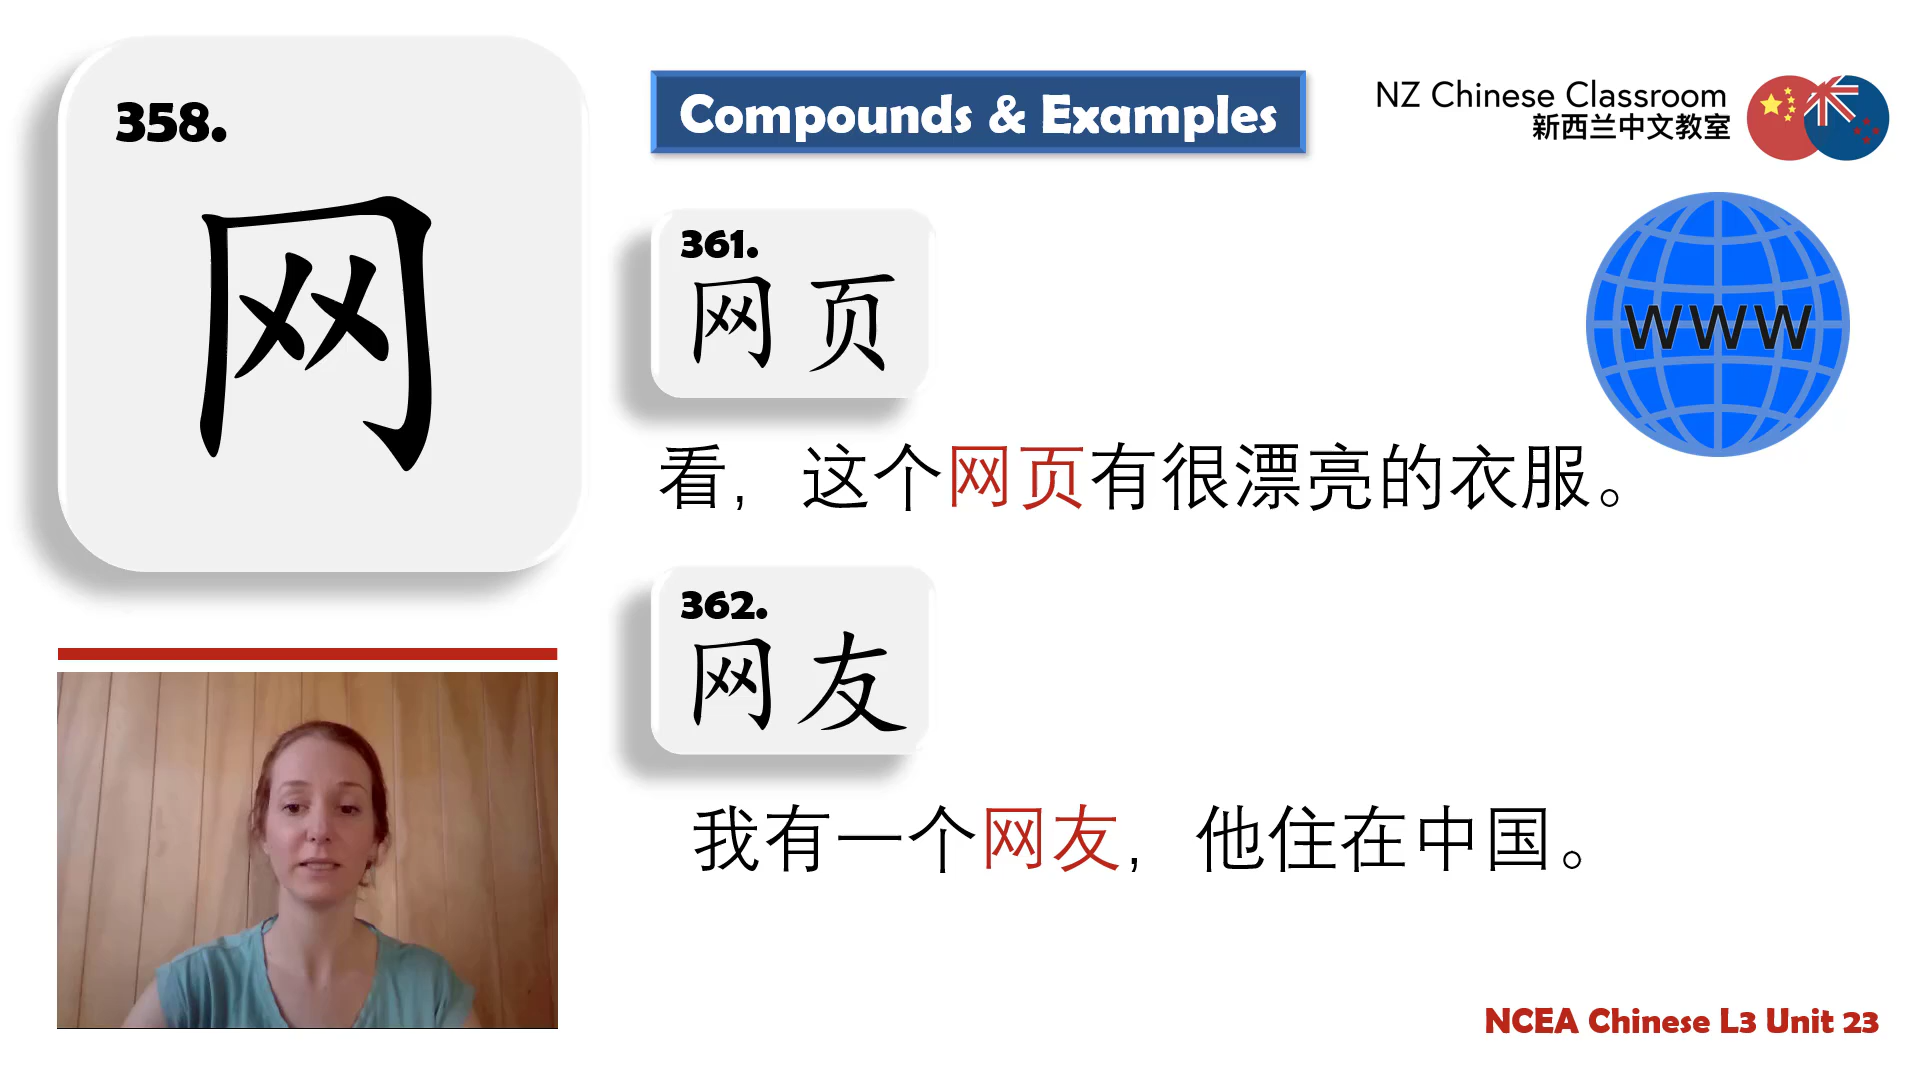 358.
网
Compounds & Examples
NZ Chinese Classroom
新西兰中文教室
361.
网页
WWW
看，这个网页有很漂亮的衣服。
362.
网友
我有一个网友，他住在中国。
NCEA Chinese L3 Unit 23